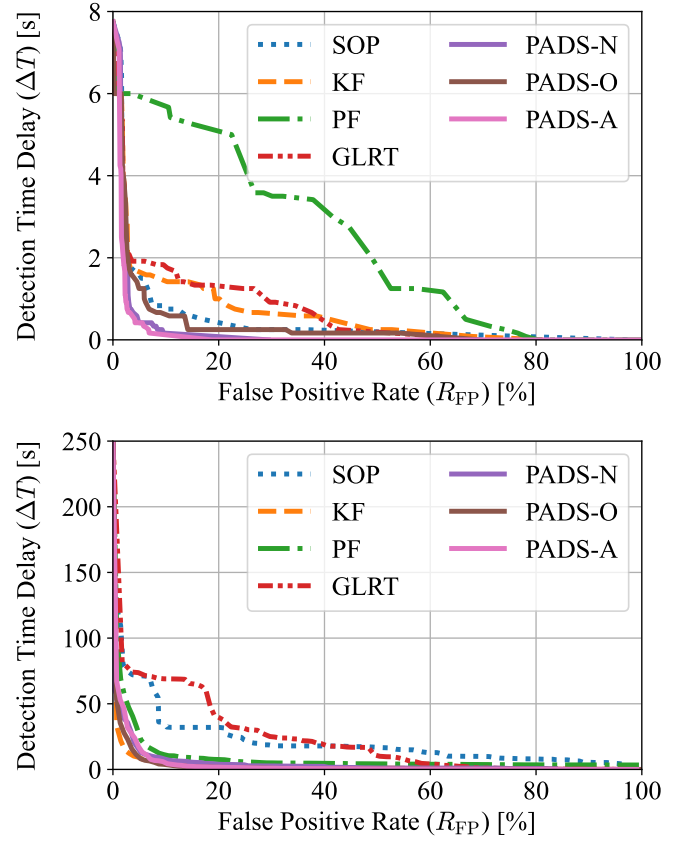 Detection Time Delay (ΔT) [s]
8
6
4
2
0
SOP
KF
PF
GLRT
PADS-N
PADS-O
PADS-A
0 20 40 60 80 100
False Positive Rate (R_FP) [%]
Detection Time Delay (ΔT) [s]
250
200
150
100
50
0
SOP
KF
PF
GLRT
PADS-N
PADS-O
PADS-A
0 20 40 60 80 100
False Positive Rate (R_FP) [%]